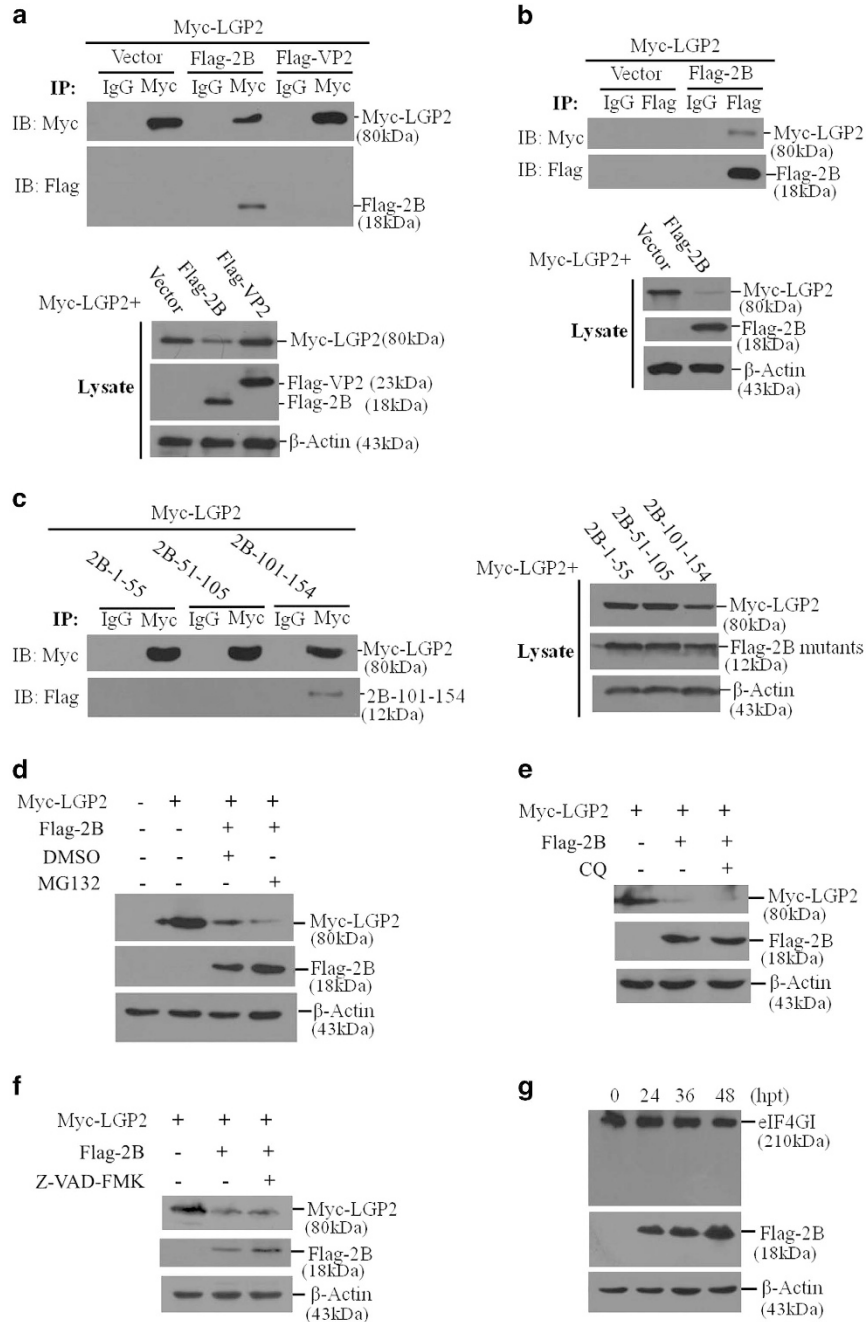 a
Myc-LGP2
Vector Flag-2B Flag-VP2
IP: IgG Myc IgG Myc IgG Myc
IB: Myc
Myc-LGP2
(80kDa)
IB: Flag
Flag-2B
(18kDa)
Myc-LGP2+
Vector
Flag-2B
Flag-VP2
Myc-LGP2(80kDa)
Lysate
Flag-VP2 (23kDa)
Flag-2B (18kDa)
β-Actin (43kDa)
b
Myc-LGP2
Vector Flag-2B
IP: IgG Flag IgG Flag
IB: Myc
Myc-LGP2
(80kDa)
IB: Flag
Flag-2B
(18kDa)
Myc-LGP2+
Vector
Flag-2B
Myc-LGP2
(80kDa)
Lysate
Flag-2B
(18kDa)
β-Actin
(43kDa)
c
Myc-LGP2
2B-1-55
2B-51-105
2B-101-154
IP: IgG Myc IgG Myc IgG Myc
IB: Myc
Myc-LGP2
(80kDa)
IB: Flag
2B-101-154
(12kDa)
Myc-LGP2+
2B-1-55
2B-51-105
2B-101-154
Myc-LGP2
(80kDa)
Lysate
Flag-2B mutants
(12kDa)
β-Actin
(43kDa)
d
Myc-LGP2 - + + +
Flag-2B - - + +
DMSO - - + -
MG132 - - - +
Myc-LGP2
(80kDa)
Flag-2B
(18kDa)
β-Actin
(43kDa)
e
Myc-LGP2 + + +
Flag-2B - + +
CQ - - +
Myc-LGP2
(80kDa)
Flag-2B
(18kDa)
β-Actin
(43kDa)
f
Myc-LGP2 + + +
Flag-2B - + +
Z-VAD-FMK - - +
Myc-LGP2
(80kDa)
Flag-2B
(18kDa)
β-Actin
(43kDa)
g
0 24 36 48 (hpt)
eIF4GI
(210kDa)
Flag-2B
(18kDa)
β-Actin
(43kDa)